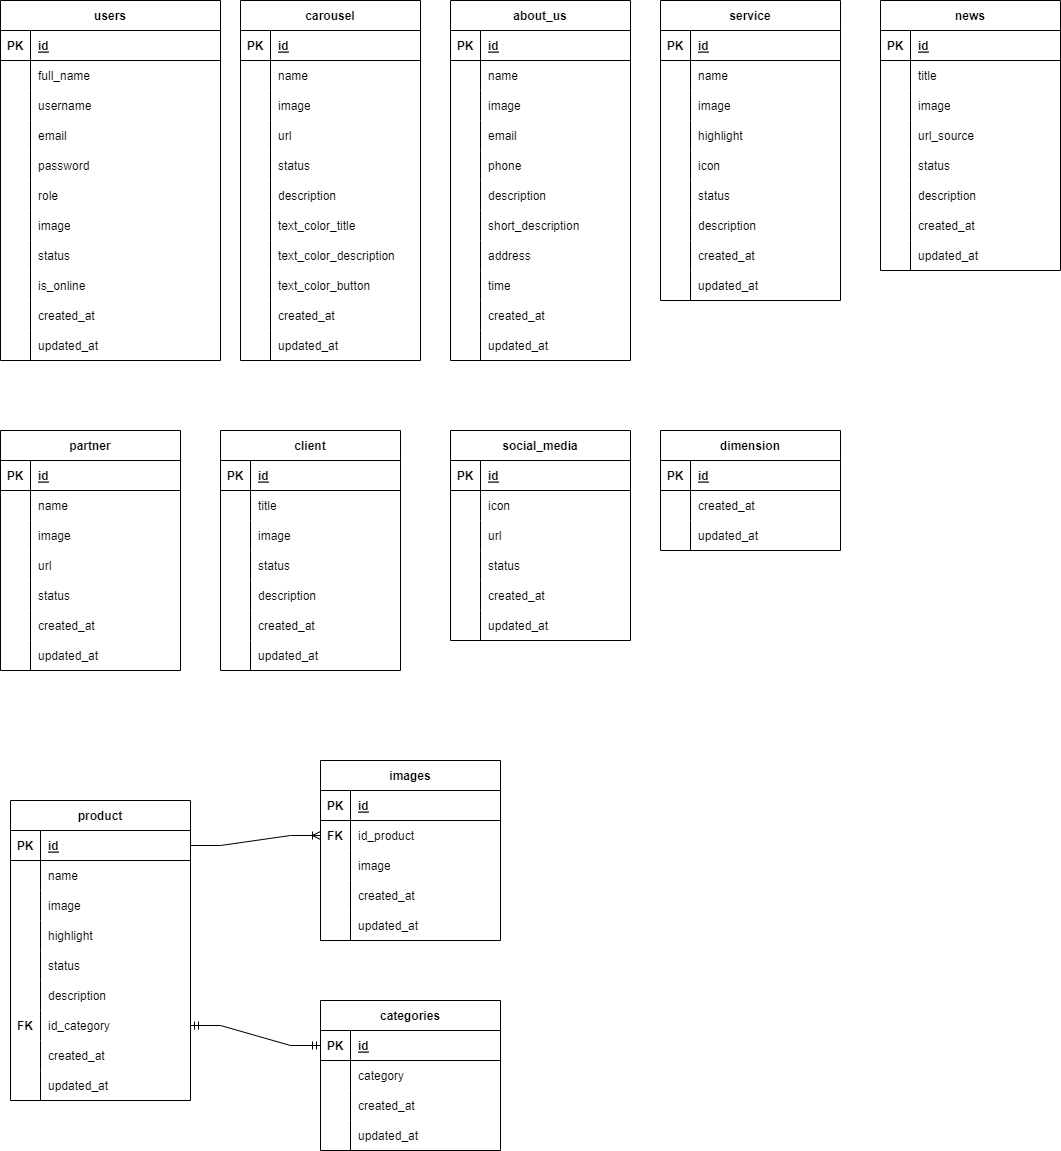 users
PK id
full_name
username
email
password
role
image
status
is_online
created_at
updated_at
carousel
PK id
name
image
url
status
description
text_color_title
text_color_description
text_color_button
created_at
updated_at
about_us
PK id
name
image
email
phone
description
short_description
address
time
created_at
updated_at
service
PK id
name
image
highlight
icon
status
description
created_at
updated_at
news
PK id
title
image
url_source
status
description
created_at
updated_at
partner
PK id
name
image
url
status
created_at
updated_at
client
PK id
title
image
status
description
created_at
updated_at
social_media
PK id
icon
url
status
created_at
updated_at
dimension
PK id
created_at
updated_at
product
PK id
name
image
highlight
status
description
FK id_category
created_at
updated_at
images
PK id
FK id_product
image
created_at
updated_at
categories
PK id
category
created_at
updated_at